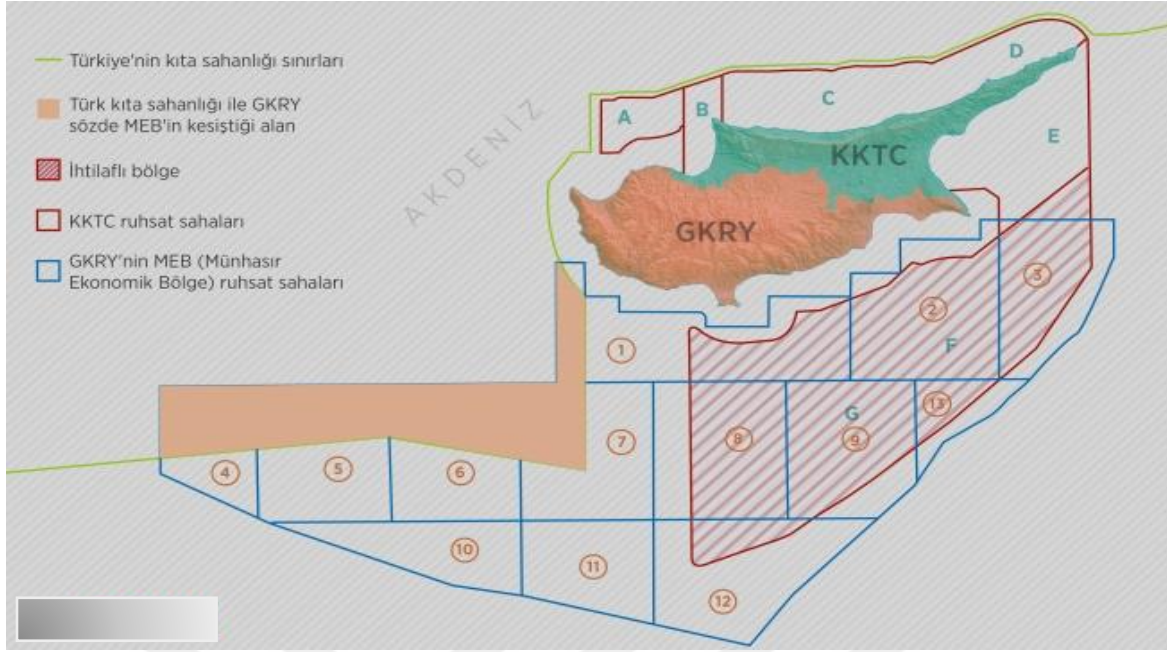 Türkiye'nin kıta sahanlığı sınırları
Türk kıta sahanlığı ile GKRY
sözde MEB'in kesiştiği alan
İhtilaflı bölge
KKTC ruhsat sahaları
GKRY'nin MEB (Münhasır
Ekonomik Bölge) ruhsat sahaları
AKDENİZ
A
B
C
D
E
KKTC
GKRY
3
2
F
1
13
G
7
8
9
4
5
6
10
11
12